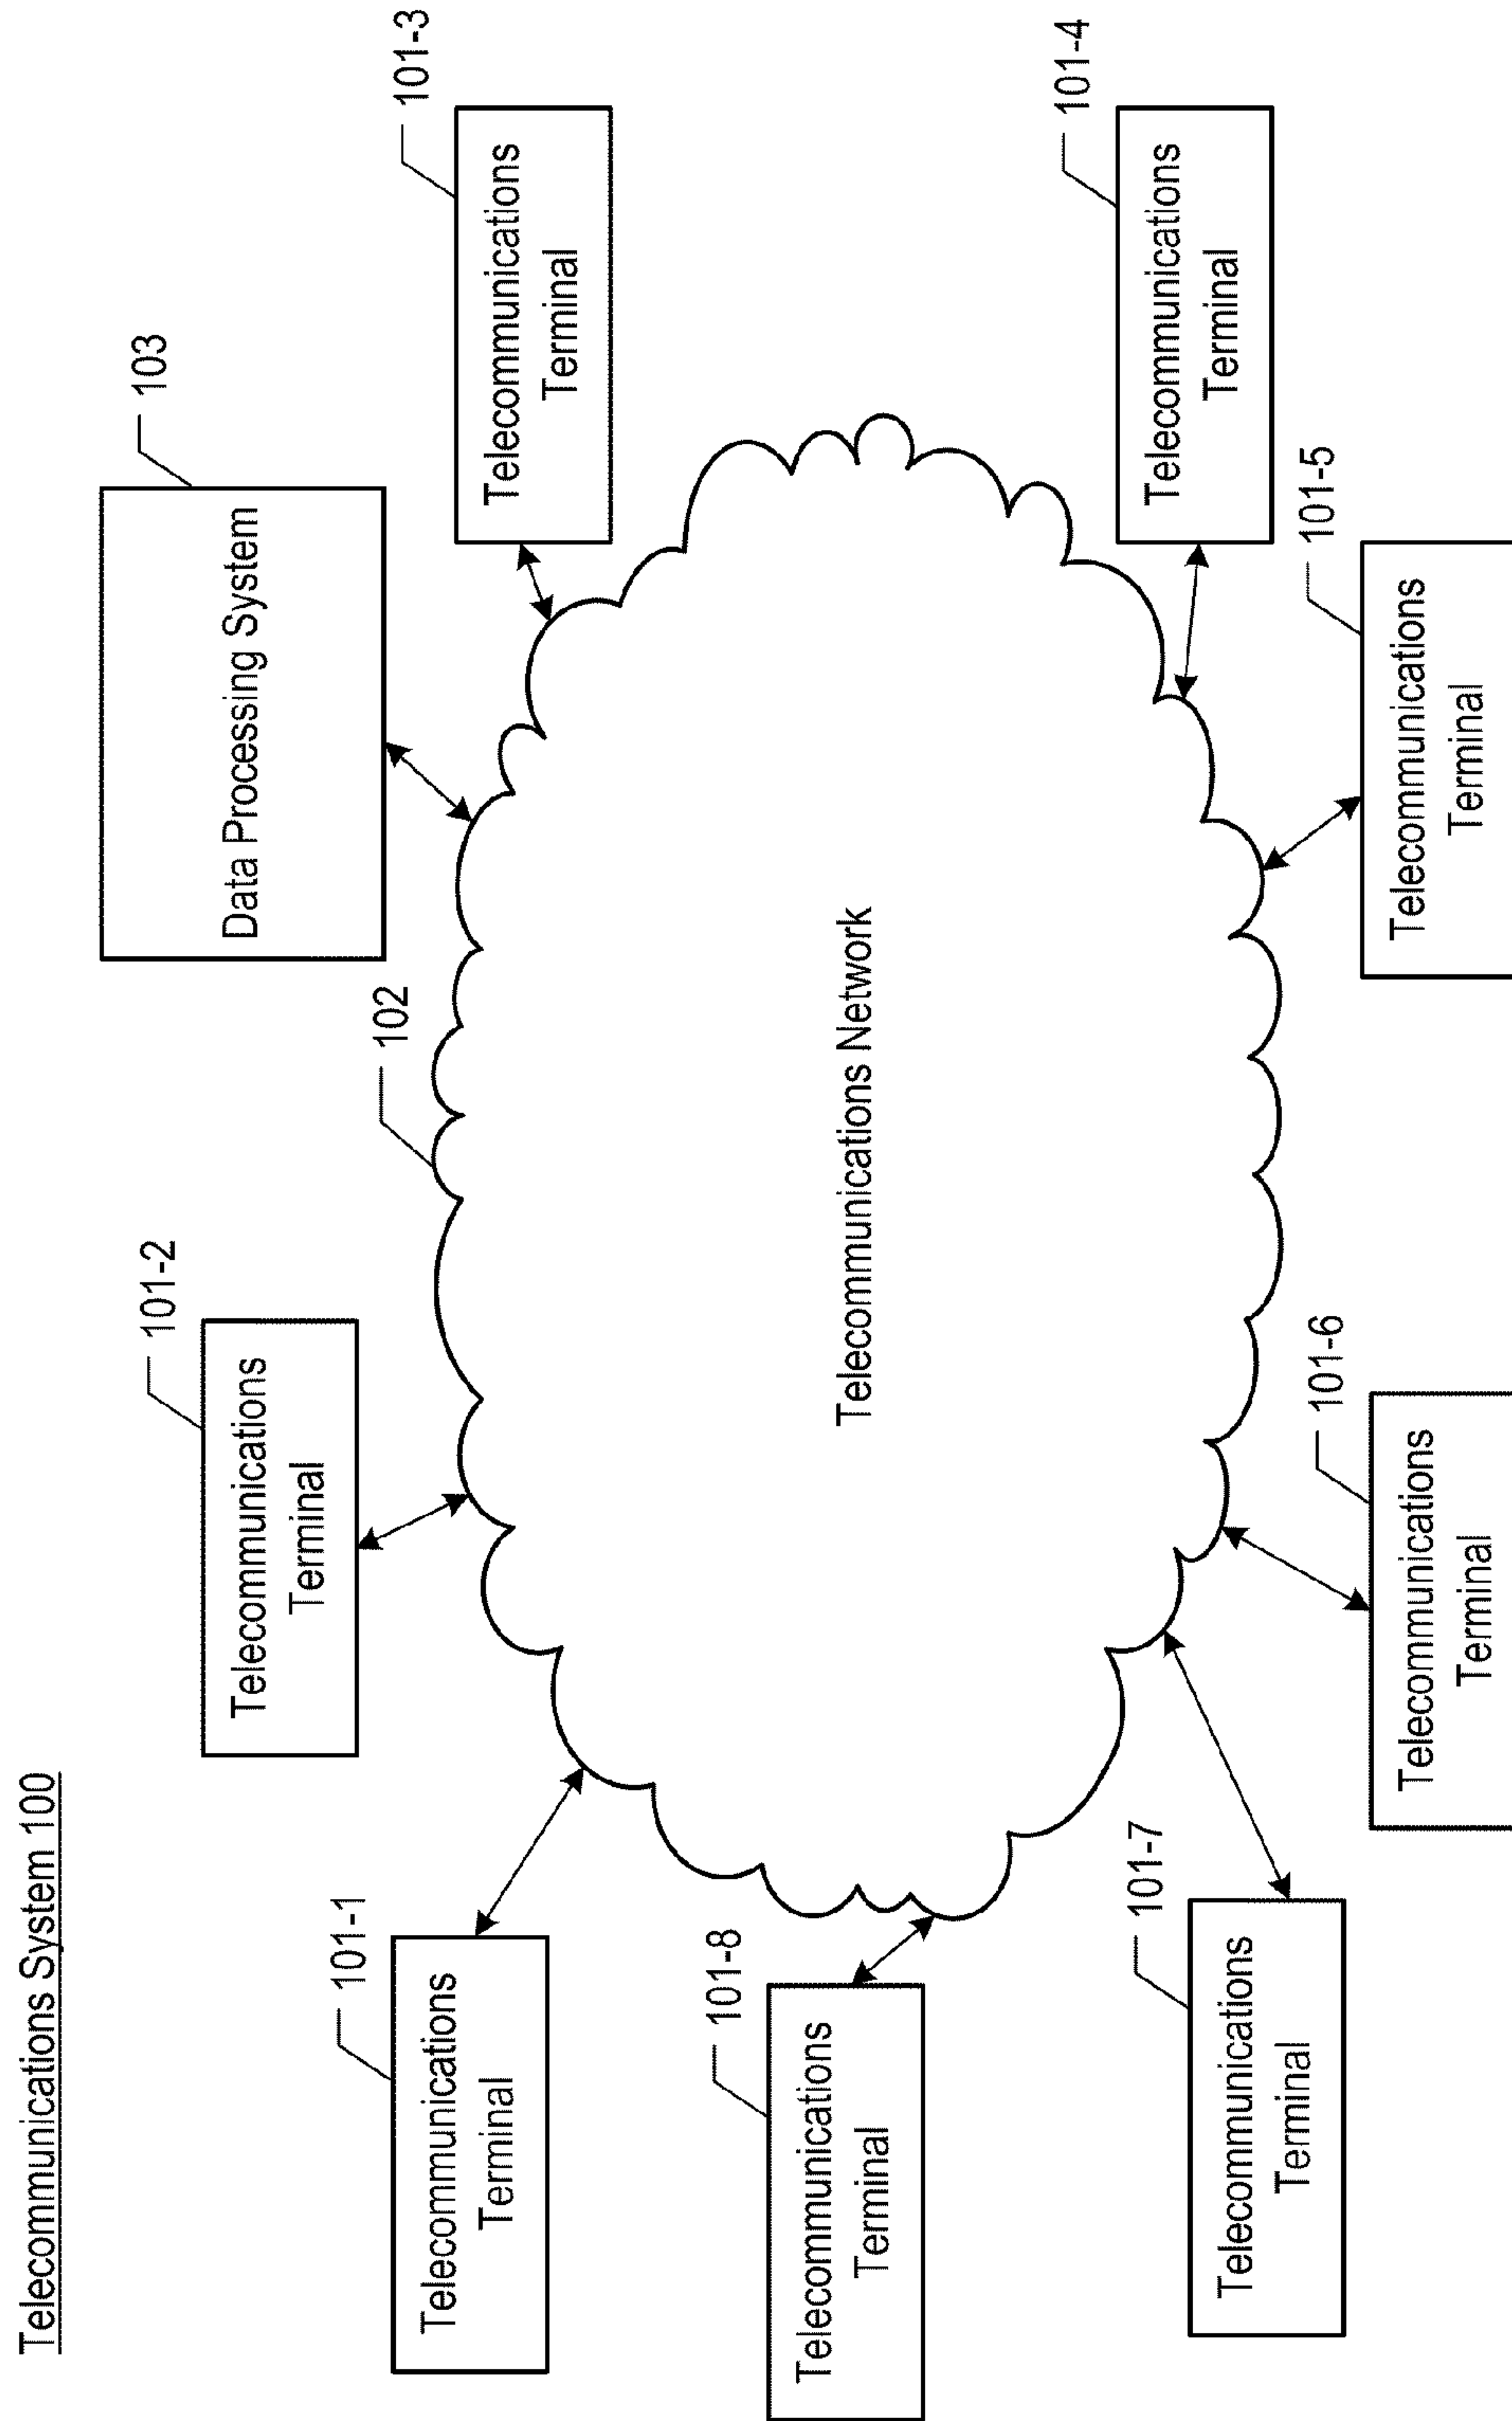 Telecommunications System 100
103
Data Processing System
101-2
Telecommunications
Terminal
101-3
Telecommunications
Terminal
102
101-1
Telecommunications
Terminal
Telecommunications Network
101-8
Telecommunications
Terminal
101-4
Telecommunications
Terminal
101-7
Telecommunications
Terminal
101-6
Telecommunications
Terminal
101-5
Telecommunications
Terminal